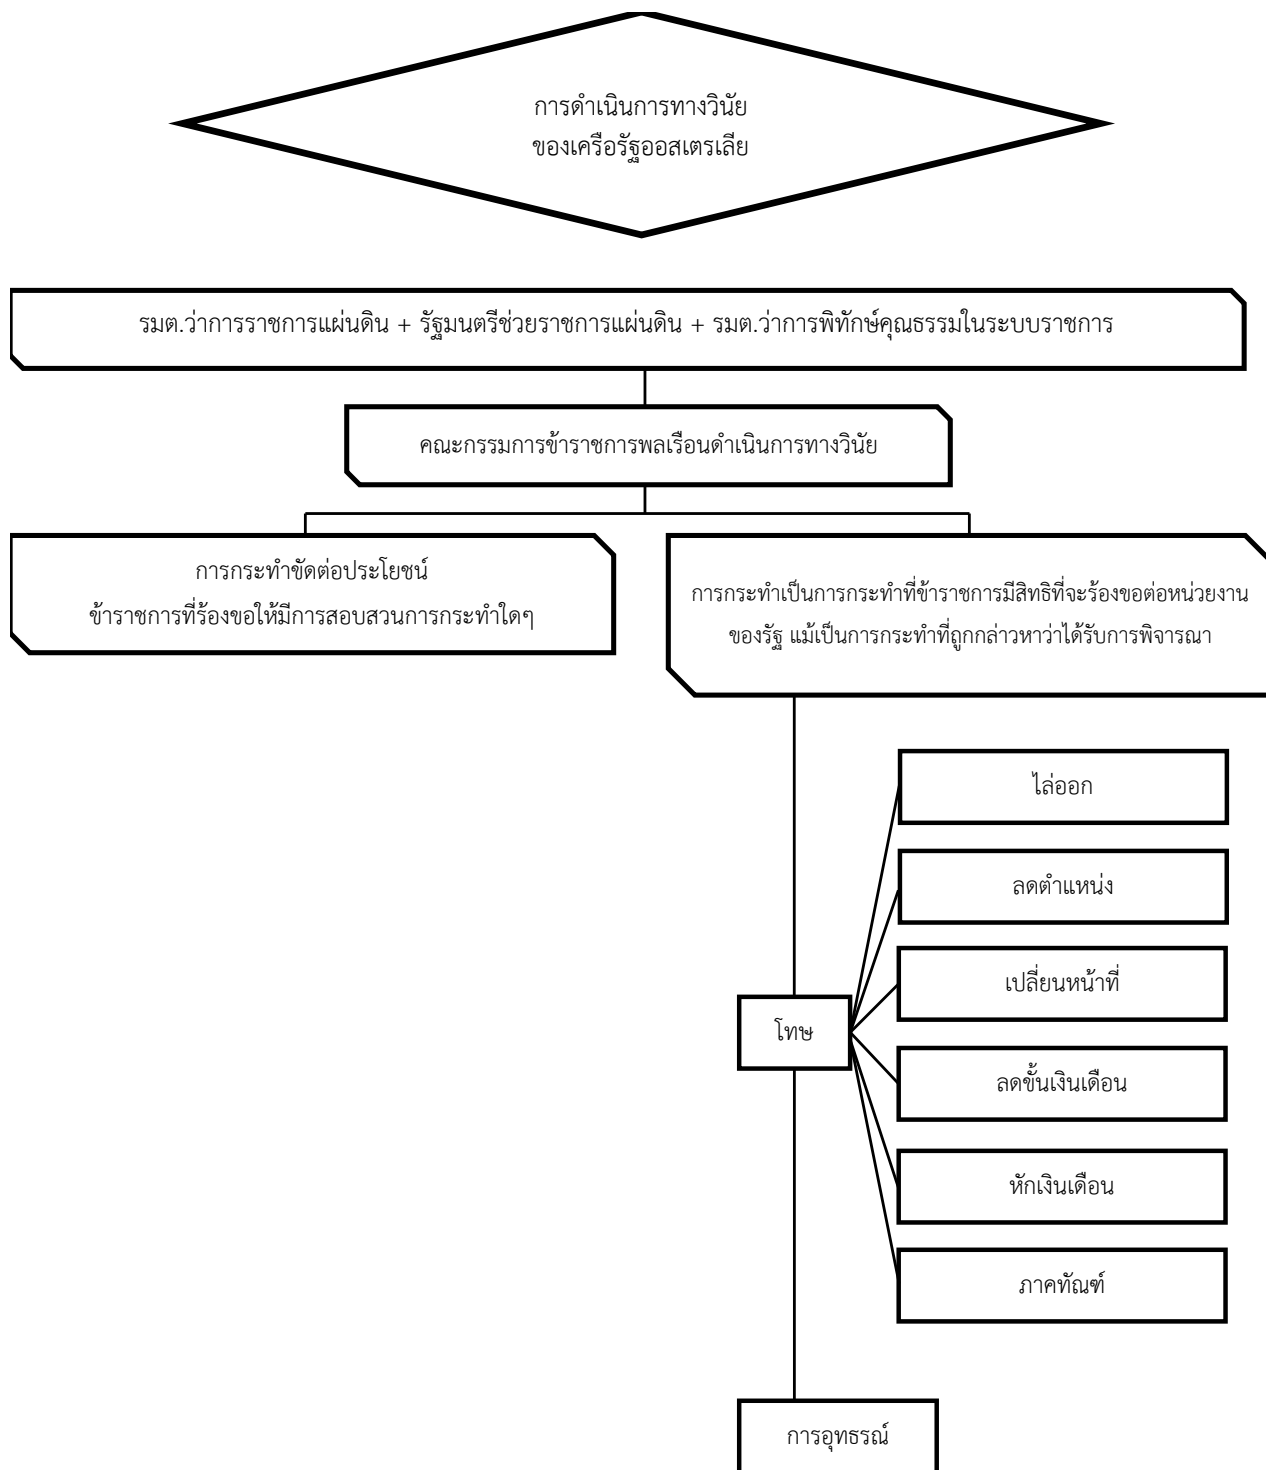 การดำเนินการทางวินัย
ของเครือรัฐออสเตรเลีย
รมต.ว่าการราชการแผ่นดิน + รัฐมนตรีช่วยราชการแผ่นดิน + รมต.ว่าการพิทักษ์คุณธรรมในระบบราชการ
คณะกรรมการข้าราชการพลเรือนดำเนินการทางวินัย
การกระทำขัดต่อประโยชน์
ข้าราชการที่ร้องขอให้มีการสอบสวนการกระทำใดๆ
การกระทำเป็นการกระทำที่ข้าราชการมีสิทธิที่จะร้องขอต่อหน่วยงาน
ของรัฐ แม้เป็นการกระทำที่ถูกกล่าวหาว่าได้รับการพิจารณา
ไล่ออก
ลดตำแหน่ง
เปลี่ยนหน้าที่
โทษ
ลดขั้นเงินเดือน
หักเงินเดือน
ภาคทัณฑ์
การอุทธรณ์